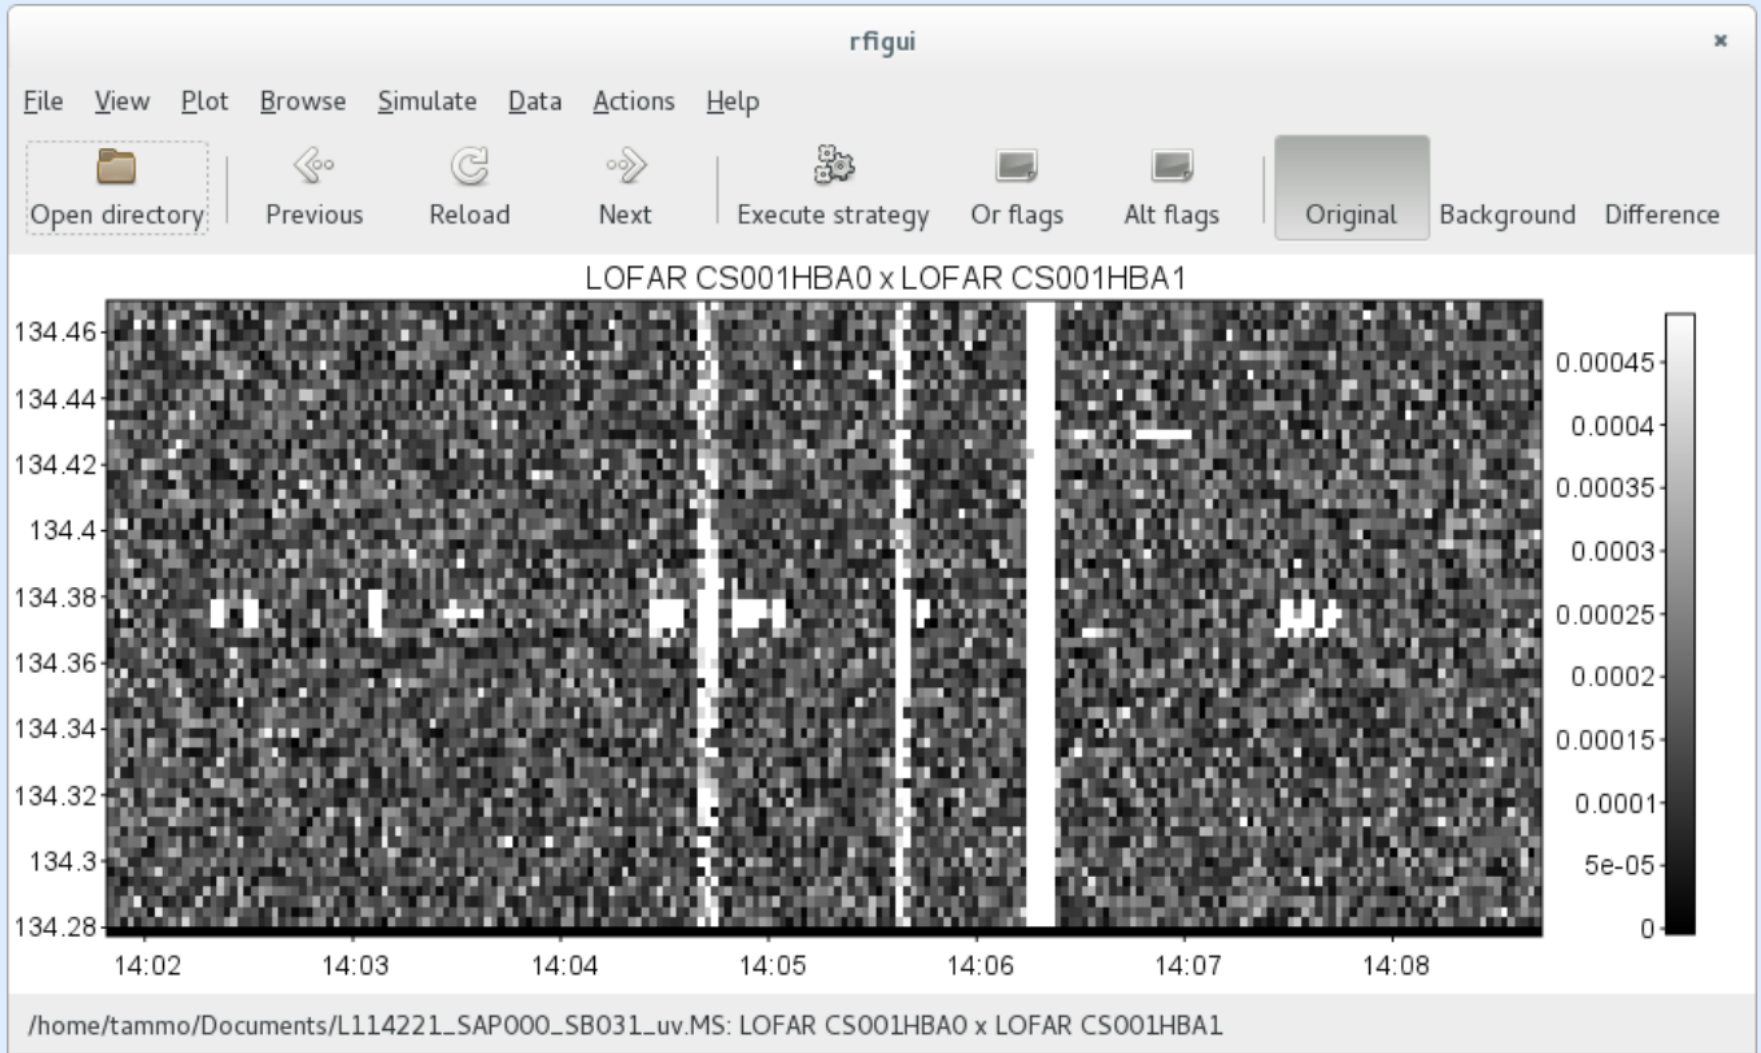 rfigui ×
File View Plot Browse Simulate Data Actions Help
Open directory Previous Reload Next Execute strategy Or flags Alt flags Original Background Difference
LOFAR CS001HBA0 x LOFAR CS001HBA1
134.46
134.44
134.42
134.4
134.38
134.36
134.34
134.32
134.3
134.28
0.00045
0.0004
0.00035
0.0003
0.00025
0.0002
0.00015
0.0001
5e-05
0
14:02 14:03 14:04 14:05 14:06 14:07 14:08
/home/tammo/Documents/L114221_SAP000_SB031_uv.MS: LOFAR CS001HBA0 x LOFAR CS001HBA1